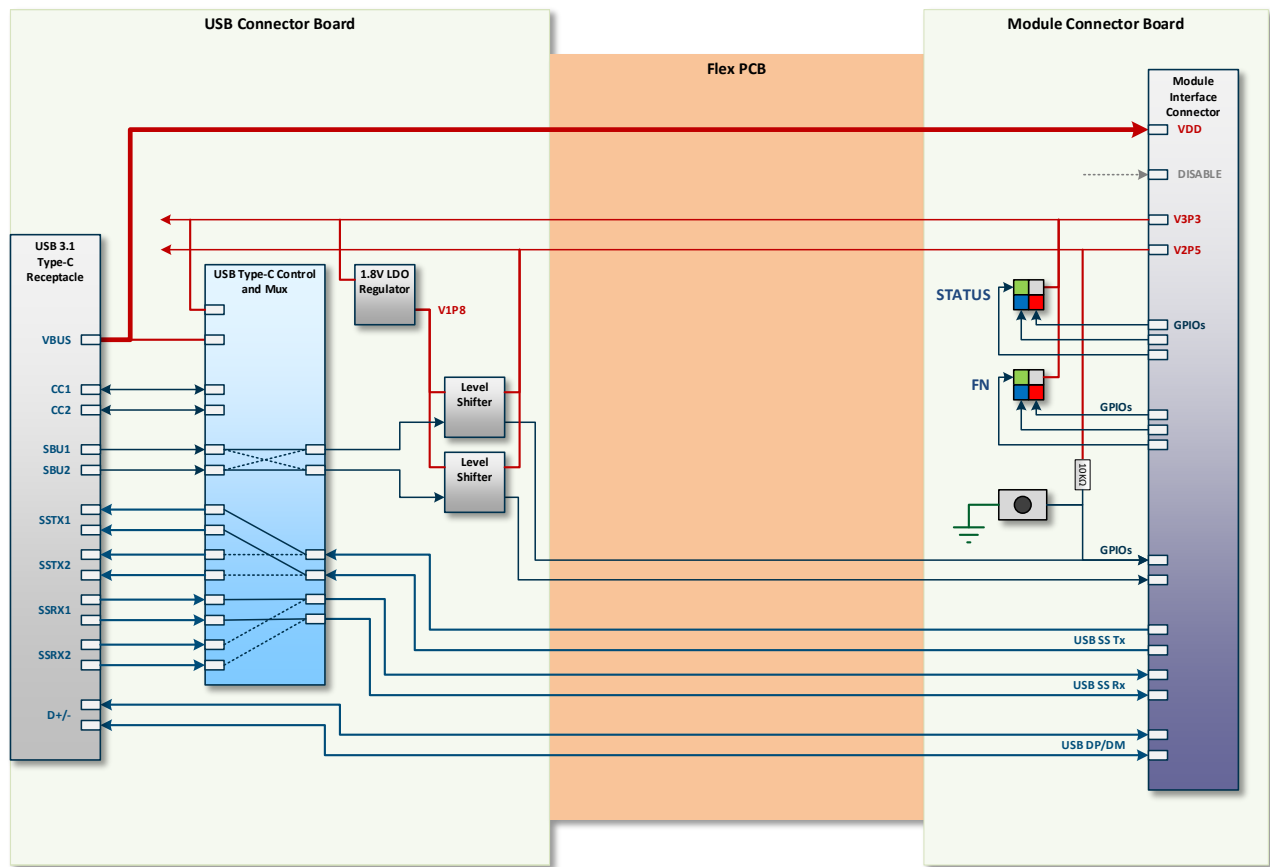 USB Connector Board
Module Connector Board
Flex PCB
Module
Interface
Connector
VDD
DISABLE
V3P3
V2P5
USB 3.1
Type-C
Receptacle
USB Type-C Control
and Mux
1.8V LDO
Regulator
V1P8
STATUS
GPIOs
VBUS
FN
CC1
CC2
Level
Shifter
GPIOs
SBU1
SBU2
Level
Shifter
10KΩ
SSTX1
SSTX2
GPIOs
SSRX1
SSRX2
USB SS Tx
USB SS Rx
D+/-
USB DP/DM